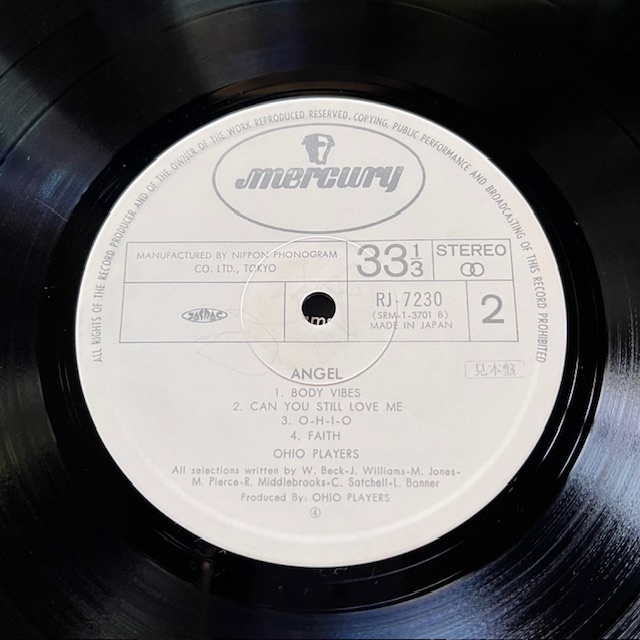 ALL RIGHTS OF THE RECORD PRODUCER AND OF THE OWNER OF THE WORK REPRODUCED RESERVED. COPYING, PUBLIC PERFORMANCE AND BROADCASTING OF THIS RECORD PROHIBITED
mercury
MANUFACTURED BY NIPPON PHONOGRAM
CO. LTD., TOKYO
33 1/3
STEREO
JASRAC
RJ-7230
(SRM-1-3701 B)
MADE IN JAPAN
2
見本盤
ANGEL
1. BODY VIBES
2. CAN YOU STILL LOVE ME
3. O-H-I-O
4. FAITH
OHIO PLAYERS
All selections written by W. Beck-J. Williams-M. Jones-
M. Pierce-R. Middlebrooks-C. Satchell-L. Bonner
Produced By: OHIO PLAYERS
④